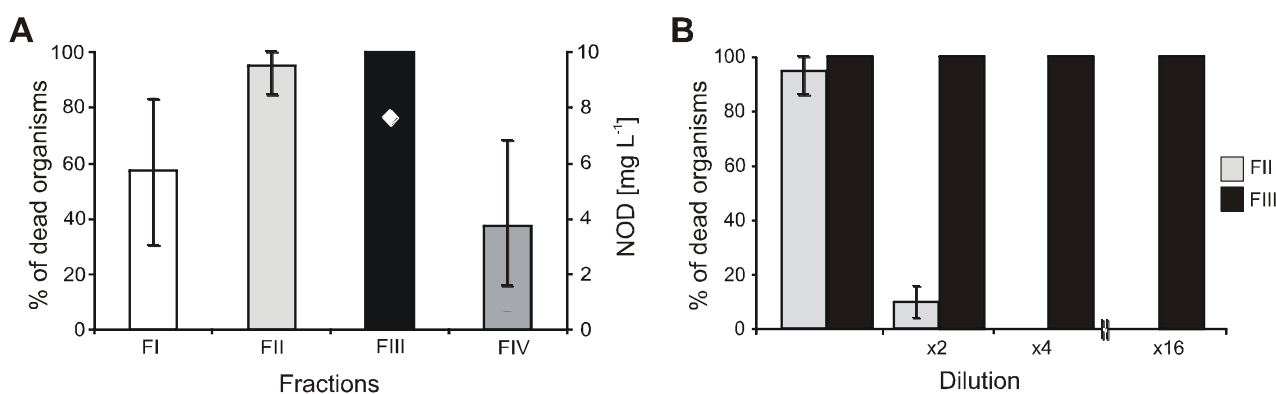 A
B
% of dead organisms
100
80
60
40
20
0
10
8
6
4
2
0
NOD [mg L⁻¹]
FI
FII
FIII
FIV
Fractions
% of dead organisms
100
80
60
40
20
0
x2
x4
x16
Dilution
FII
FIII